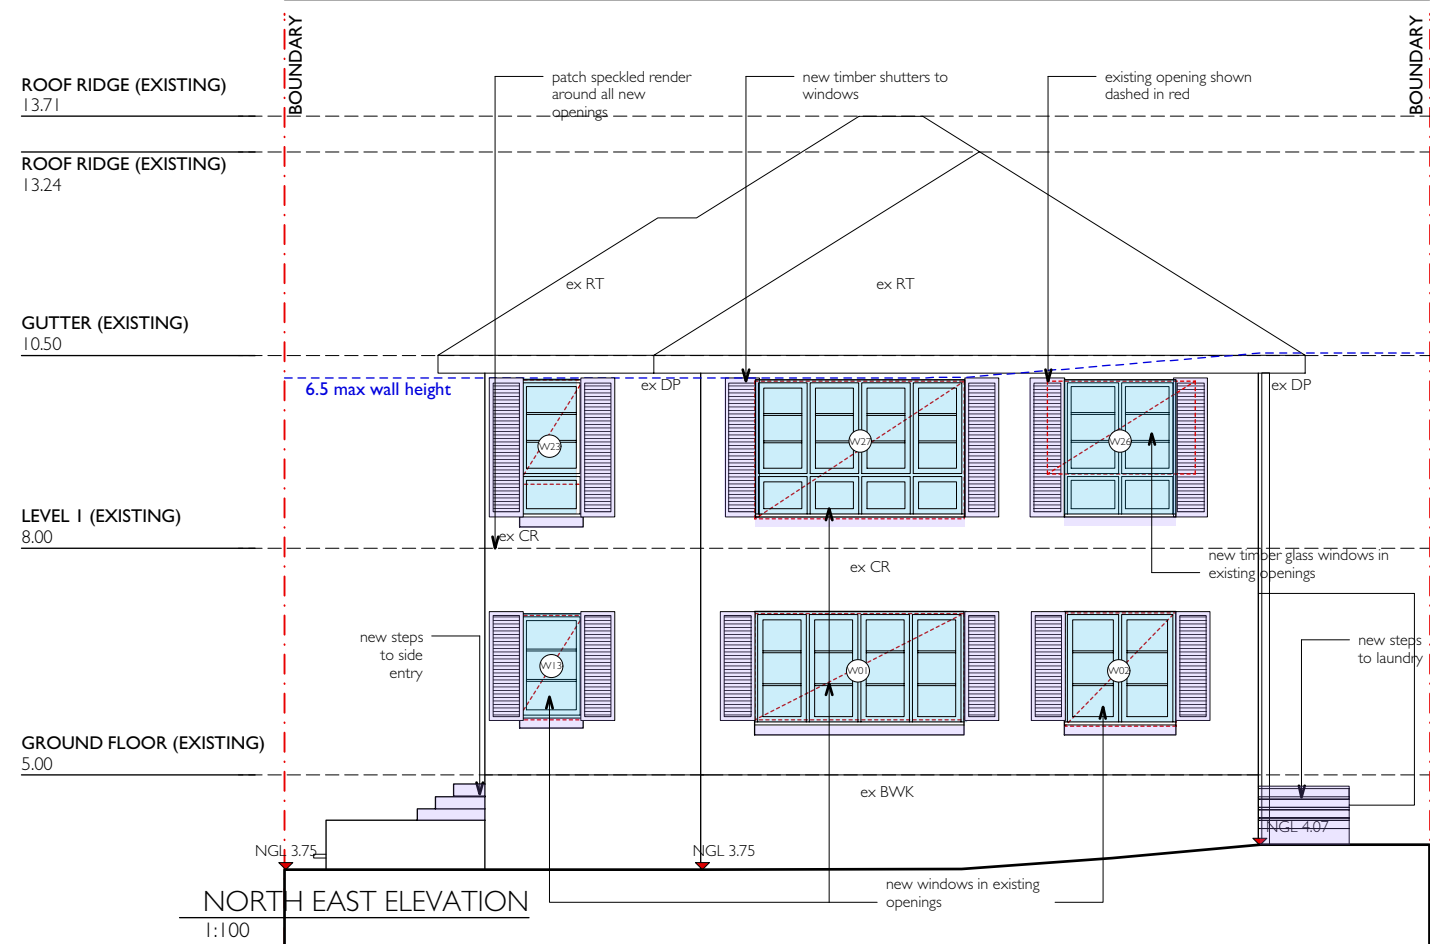 BOUNDARY
BOUNDARY
ROOF RIDGE (EXISTING)
13.71
patch speckled render
around all new
openings
new timber shutters to
windows
existing opening shown
dashed in red
ROOF RIDGE (EXISTING)
13.24
ex RT
ex RT
GUTTER (EXISTING)
10.50
6.5 max wall height
ex DP
ex DP
W23
W27
W26
LEVEL 1 (EXISTING)
8.00
ex CR
ex CR
new timber glass windows in
existing openings
new steps
to side
entry
W13
W01
W02
new steps
to laundry
GROUND FLOOR (EXISTING)
5.00
ex BWK
NGL 4.07
NGL 3.75
NGL 3.75
new windows in existing
openings
NORTH EAST ELEVATION
1:100